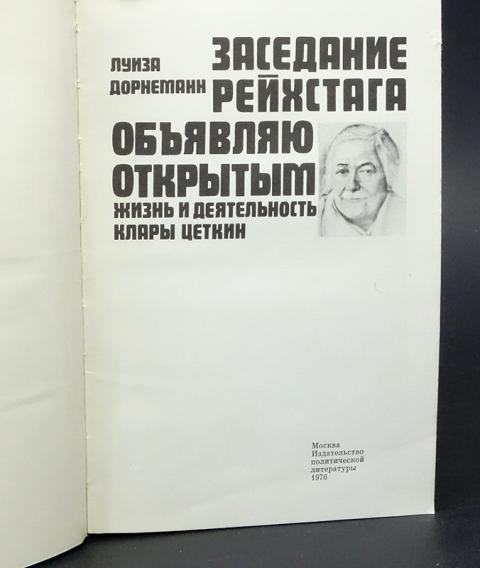 ЛУИЗА
ДОРНЕМАНН
ЗАСЕДАНИЕ
РЕЙХСТАГА
ОБЪЯВЛЯЮ
ОТКРЫТЫМ
ЖИЗНЬ И ДЕЯТЕЛЬНОСТЬ
КЛАРЫ ЦЕТКИН
Москва
Издательство
политической
литературы
1976